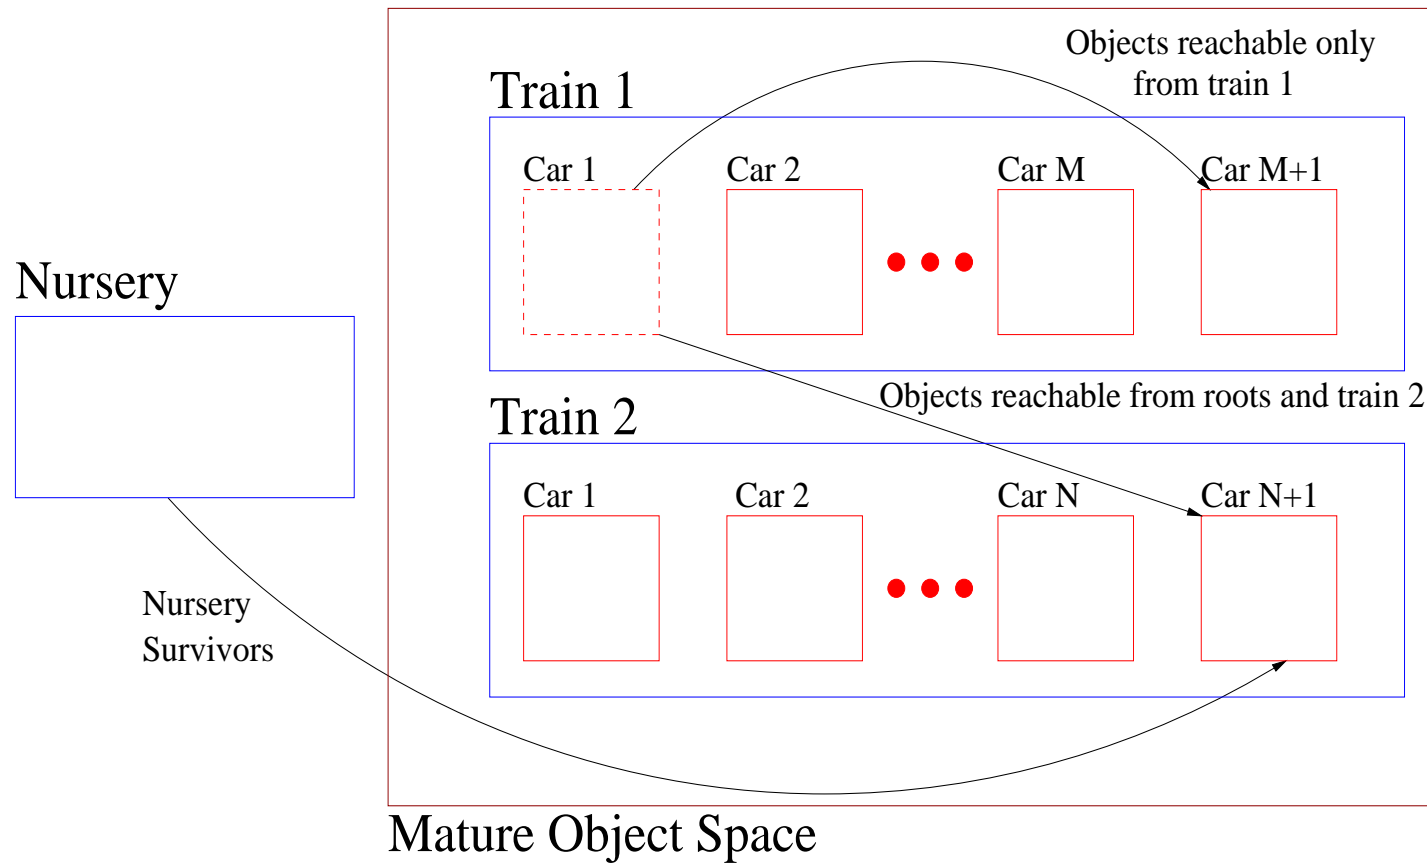 Objects reachable only
from train 1
Train 1
Car 1
Car 2
Car M
Car M+1
Nursery
Objects reachable from roots and train 2
Train 2
Car 1
Car 2
Car N
Car N+1
Nursery
Survivors
Mature Object Space